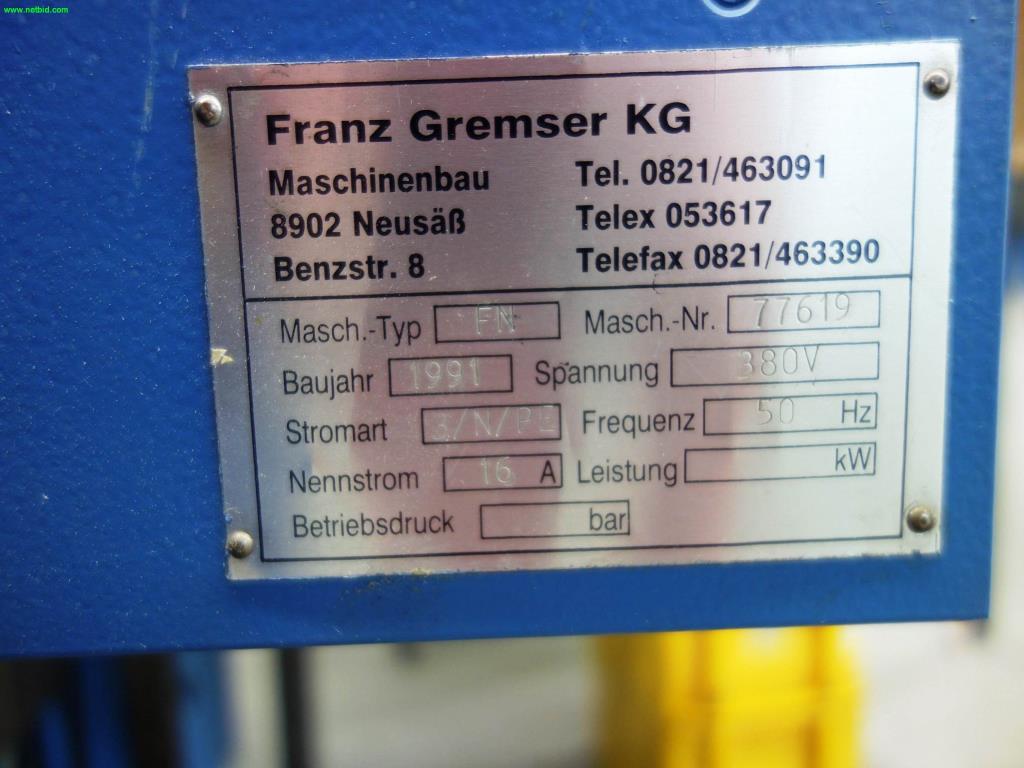 www.netbid.com
Franz Gremser KG
Maschinenbau Tel. 0821/463091
8902 Neusäß Telex 053617
Benzstr. 8 Telefax 0821/463390
Masch.-Typ FN Masch.-Nr. 77619
Baujahr 1991 Spannung 380V
Stromart 3/N/PE Frequenz 50 Hz
Nennstrom 16 A Leistung kW
Betriebsdruck bar